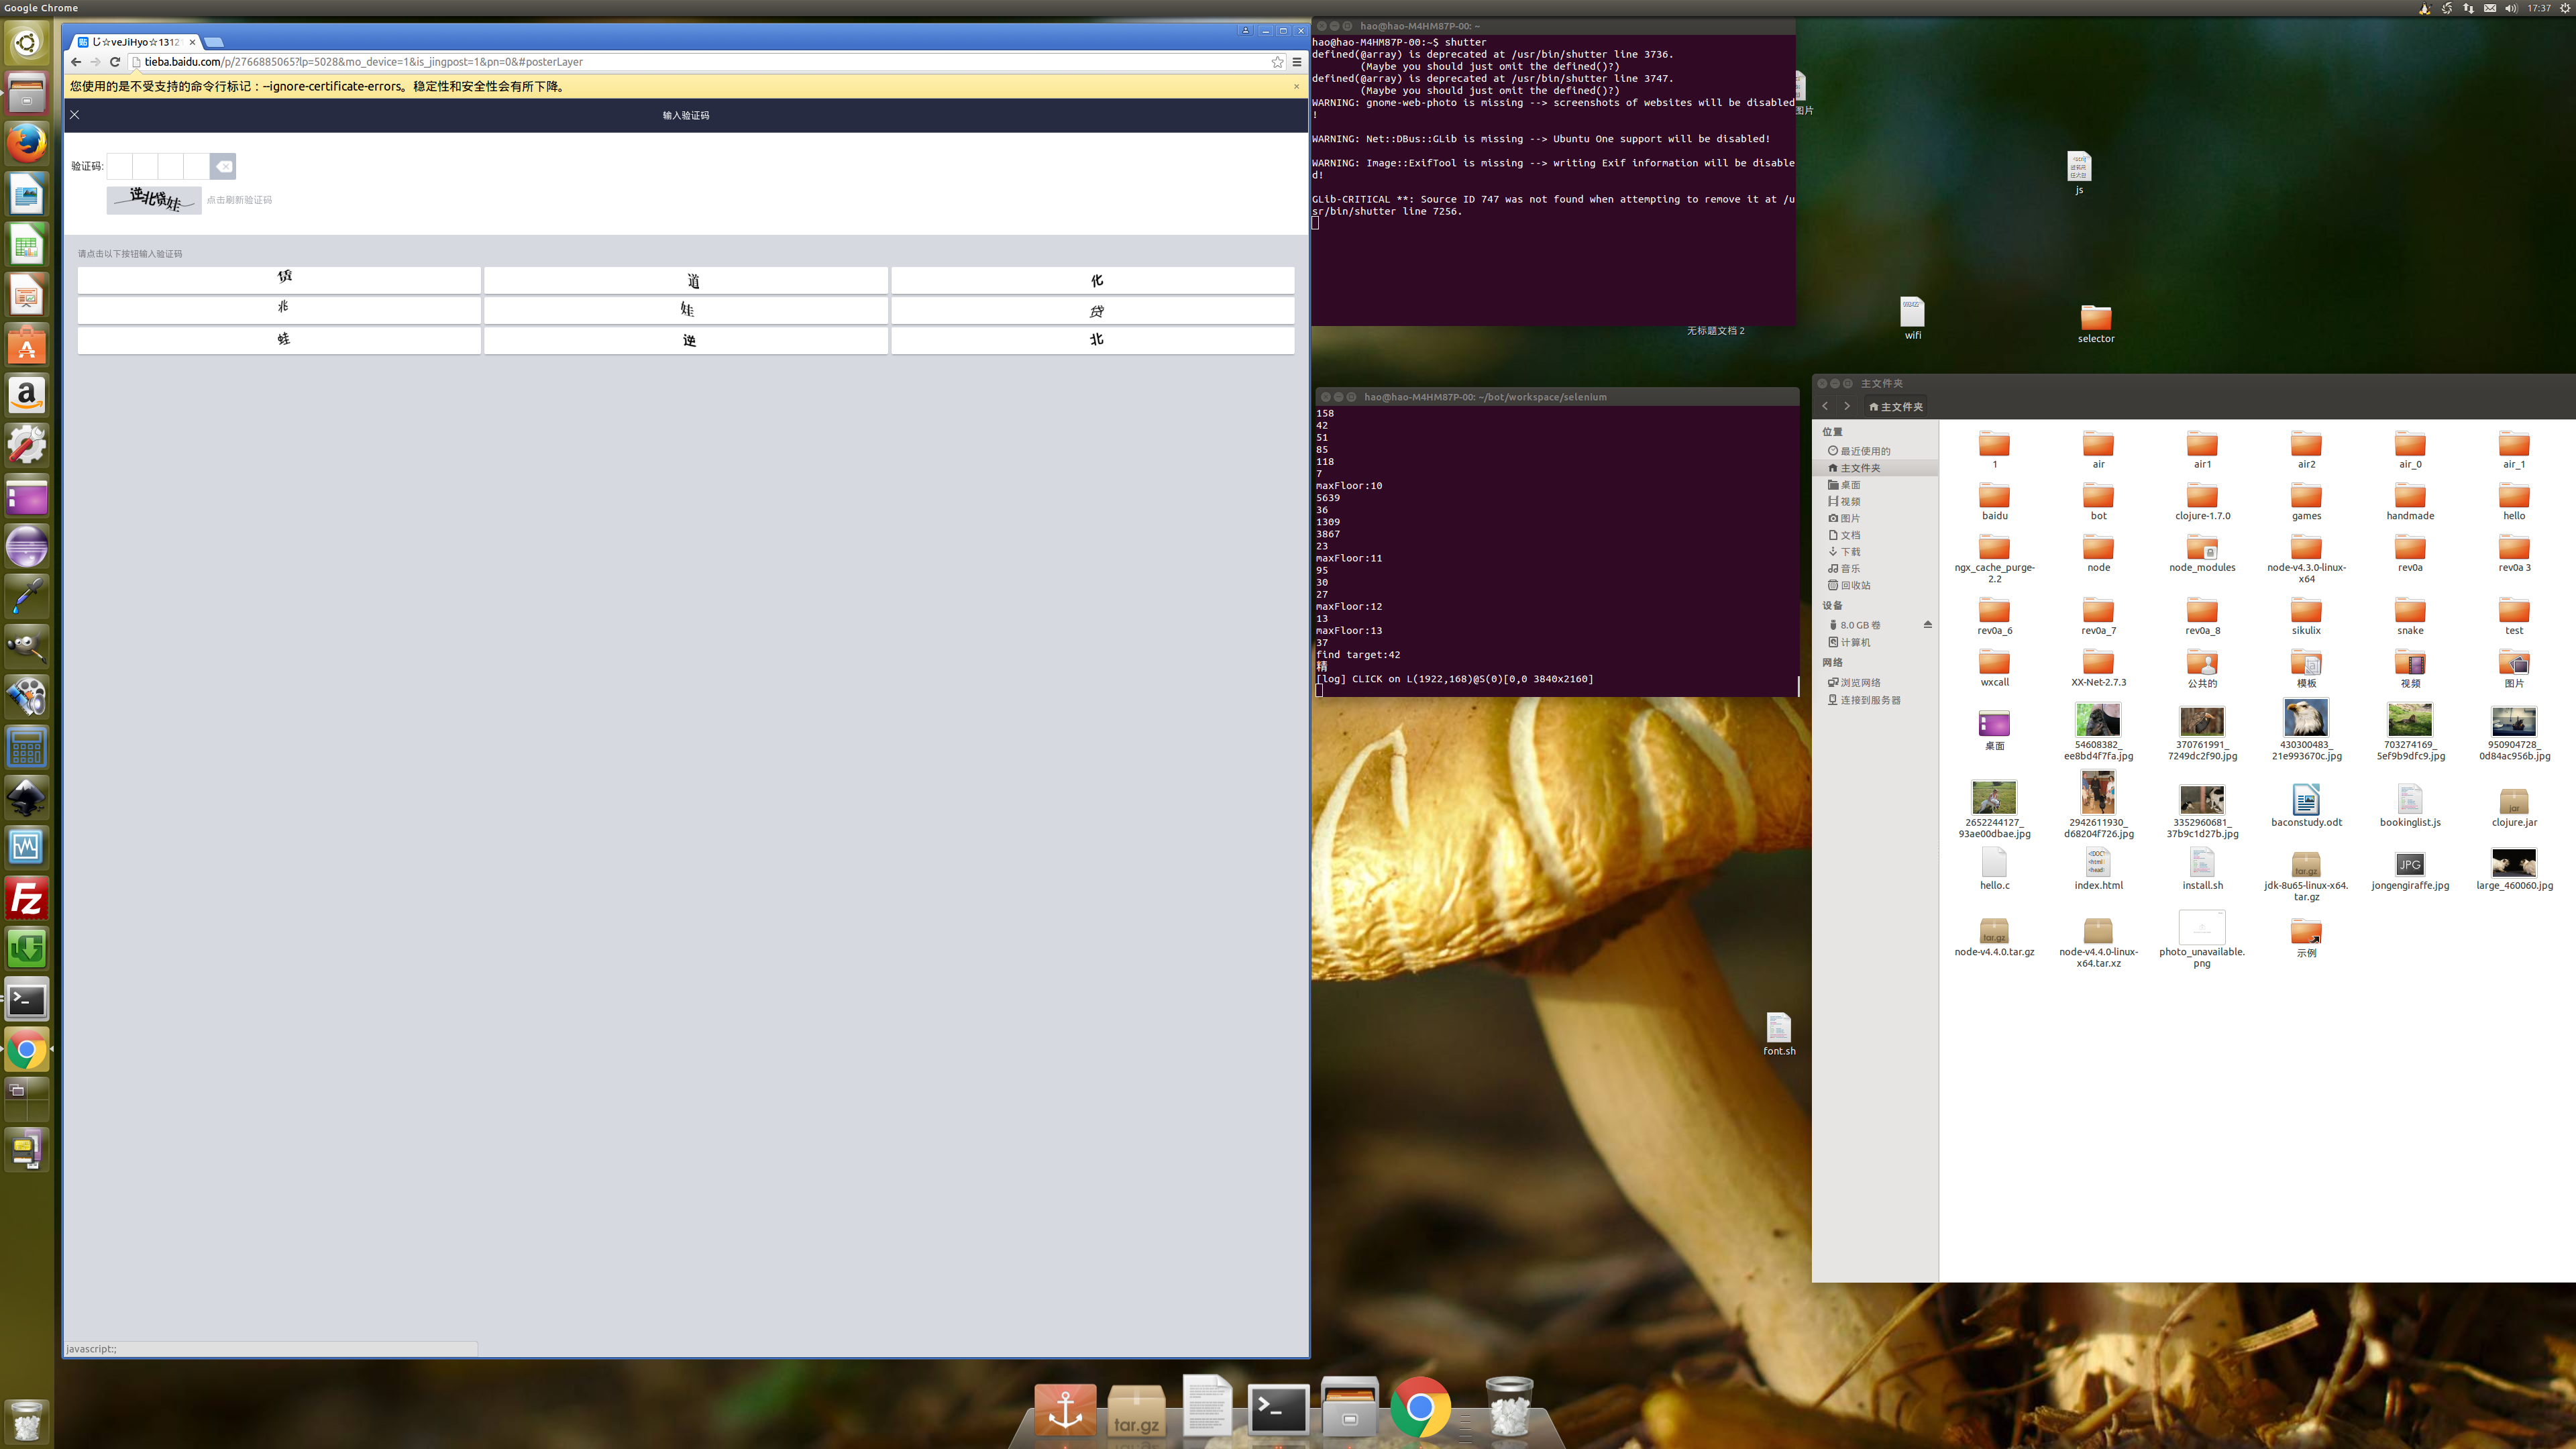 Google Chrome
17:37
じ☆veJiHyo☆1312
tieba.baidu.com/p/2766885065?lp=5028&mo_device=1&is_jingpost=1&pn=0&#posterLayer
您使用的是不受支持的命令行标记：--ignore-certificate-errors。稳定性和安全性会有所下降。
输入验证码
验证码:
逆北贷娃
点击刷新验证码
请点击以下按钮输入验证码
赁 道 化
兆 娃 贷
蛙 逆 北
javascript:;
hao@hao-M4HM87P-00: ~
hao@hao-M4HM87P-00:~$ shutter
defined(@array) is deprecated at /usr/bin/shutter line 3736.
(Maybe you should just omit the defined()?)
defined(@array) is deprecated at /usr/bin/shutter line 3747.
(Maybe you should just omit the defined()?)
WARNING: gnome-web-photo is missing --> screenshots of websites will be disabled
!
WARNING: Net::DBus::GLib is missing --> Ubuntu One support will be disabled!
WARNING: Image::ExifTool is missing --> writing Exif information will be disable
d!
GLib-CRITICAL **: Source ID 747 was not found when attempting to remove it at /u
sr/bin/shutter line 7256.
图片
js
wifi
selector
无标题文档 2
hao@hao-M4HM87P-00: ~/bot/workspace/selenium
158
42
51
85
118
7
maxFloor:10
5639
36
1309
3867
23
maxFloor:11
95
30
27
maxFloor:12
13
maxFloor:13
37
find target:42
精
[log] CLICK on L(1922,168)@S(0)[0,0 3840x2160]
font.sh
主文件夹
主文件夹
位置
最近使用的
主文件夹
桌面
视频
图片
文档
下载
音乐
回收站
设备
8.0 GB 卷
计算机
网络
浏览网络
连接到服务器
1 air air1 air2 air_0 air_1
baidu bot clojure-1.7.0 games handmade hello
ngx_cache_purge-2.2 node node_modules node-v4.3.0-linux-x64 rev0a rev0a 3
rev0a_6 rev0a_7 rev0a_8 sikulix snake test
wxcall XX-Net-2.7.3 公共的 模板 视频 图片
桌面 54608382_ee8bd4f7fa.jpg 370761991_7249dc2f90.jpg 430300483_21e993670c.jpg 703274169_5ef9b9dfc9.jpg 950904728_0d84ac956b.jpg
2652244127_93ae00dbae.jpg 2942611930_d68204f726.jpg 3352960681_37b9c1d27b.jpg baconstudy.odt bookinglist.js clojure.jar
hello.c index.html install.sh jdk-8u65-linux-x64.tar.gz jongengiraffe.jpg large_460060.jpg
node-v4.4.0.tar.gz node-v4.4.0-linux-x64.tar.xz photo_unavailable.png 示例
tar.gz